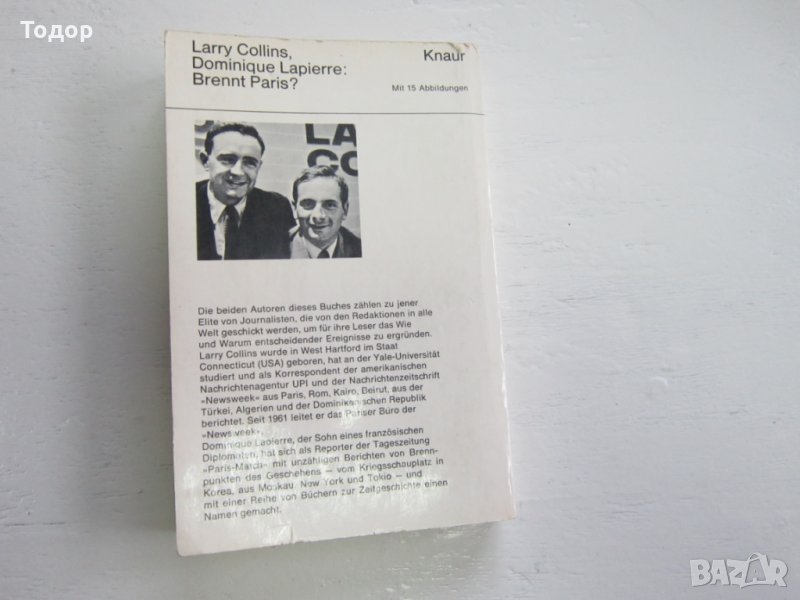 Todor
Larry Collins,
Dominique Lapierre:
Brennt Paris?
Knaur
Mit 15 Abbildungen
LA
CO
Die beiden Autoren dieses Buches zählen zu jener
Elite von Journalisten, die von den Redaktionen in alle
Welt geschickt werden, um für ihre Leser das Wie
und Warum entscheidender Ereignisse zu ergründen.
Larry Collins wurde in West Hartford im Staat
Connecticut (USA) geboren, hat an der Yale-Universität
studiert und als Korrespondent der amerikanischen
Nachrichtenagentur UPI und der Nachrichtenzeitschrift
»Newsweek« aus Paris, Rom, Kairo, Beirut, aus der
Türkei, Algerien und der Dominikanischen Republik
berichtet. Seit 1961 leitet er das Pariser Büro der
»Newsweek«.
Dominique Lapierre, der Sohn eines französischen
Diplomaten, hat sich als Reporter der Tageszeitung
»Paris-Match« mit unzähligen Berichten von Brenn-
punkten des Geschehens – vom Kriegsschauplatz in
Korea, aus Moskau, New York und Tokio – und
mit einer Reihe von Büchern zur Zeitgeschichte einen
Namen gemacht.
BAZAR